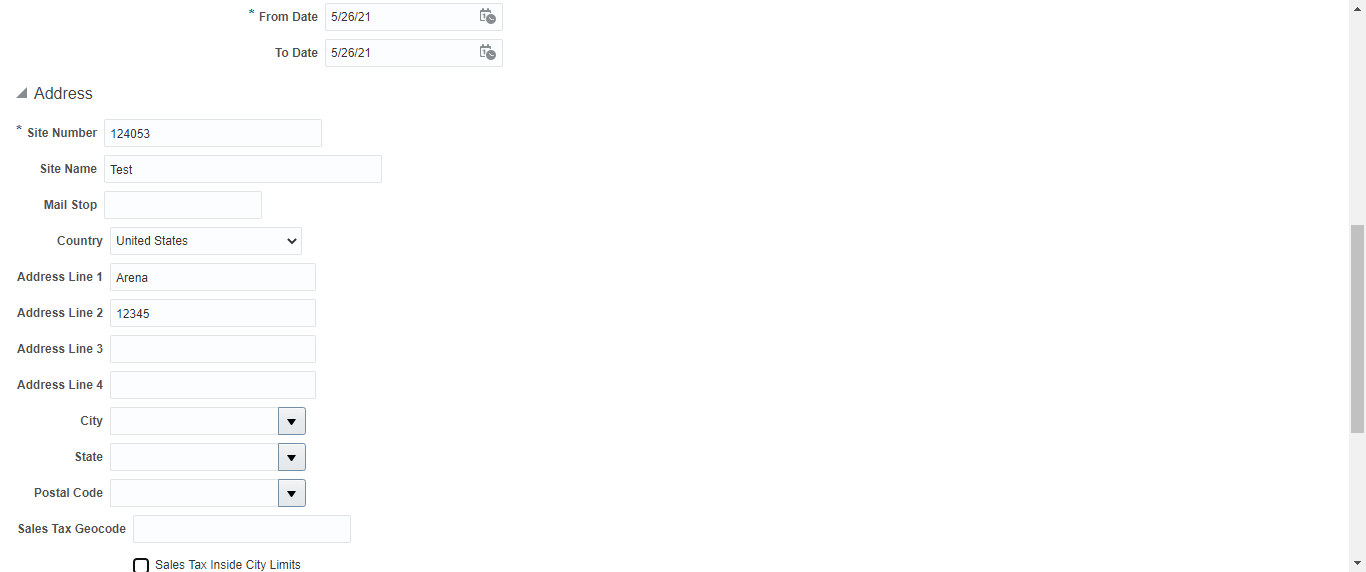 * From Date 5/26/21
To Date 5/26/21
Address
* Site Number 124053
Site Name Test
Mail Stop
Country United States
Address Line 1 Arena
Address Line 2 12345
Address Line 3
Address Line 4
City
State
Postal Code
Sales Tax Geocode
Sales Tax Inside City Limits